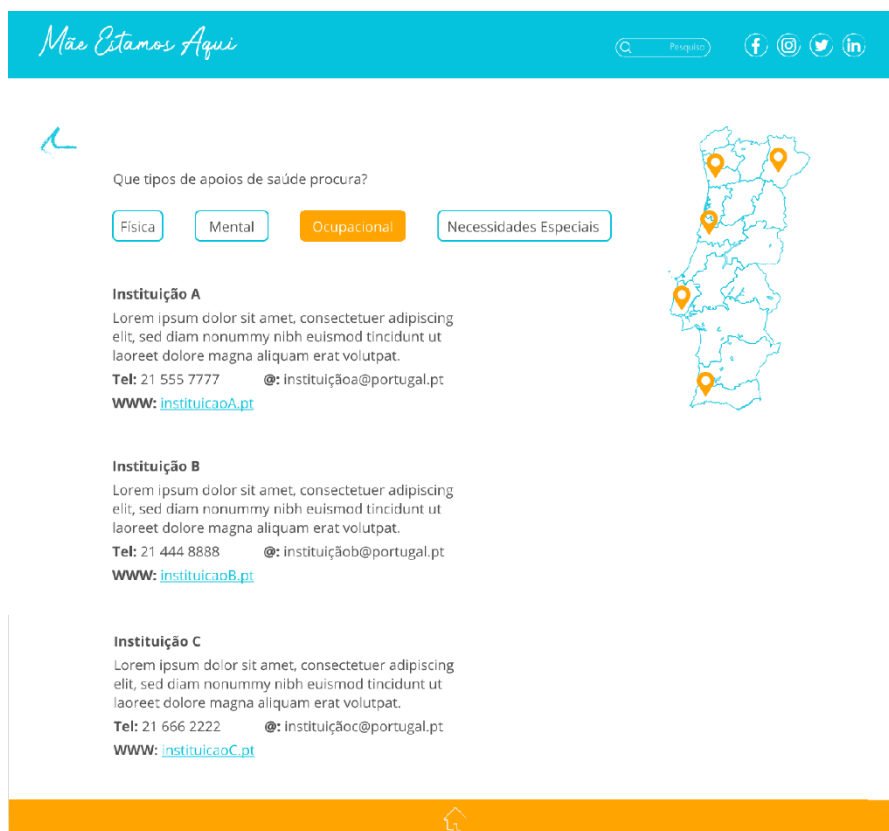 Mãe Estamos Aqui
Pesquisa
Que tipos de apoios de saúde procura?
Física Mental Ocupacional Necessidades Especiais
Instituição A
Lorem ipsum dolor sit amet, consectetuer adipiscing
elit, sed diam nonummy nibh euismod tincidunt ut
laoreet dolore magna aliquam erat volutpat.
Tel: 21 555 7777 @: instituiçãoa@portugal.pt
WWW: instituicaoA.pt
Instituição B
Lorem ipsum dolor sit amet, consectetuer adipiscing
elit, sed diam nonummy nibh euismod tincidunt ut
laoreet dolore magna aliquam erat volutpat.
Tel: 21 444 8888 @: instituiçãob@portugal.pt
WWW: instituicaoB.pt
Instituição C
Lorem ipsum dolor sit amet, consectetuer adipiscing
elit, sed diam nonummy nibh euismod tincidunt ut
laoreet dolore magna aliquam erat volutpat.
Tel: 21 666 2222 @: instituiçãoc@portugal.pt
WWW: instituicaoC.pt